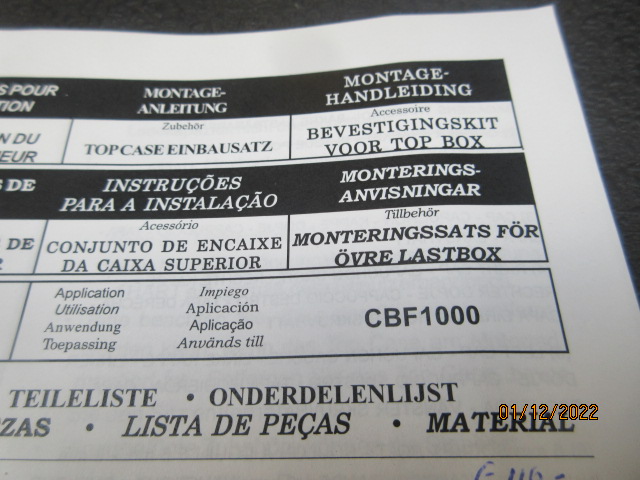 S POUR
TION
MONTAGE-
ANLEITUNG
MONTAGE-
HANDLEIDING
N DU
EUR
Zubehör
TOPCASE EINBAUSATZ
Accessoire
BEVESTIGINGSKIT
VOOR TOP BOX
S DE
INSTRUÇÕES
PARA A INSTALAÇÃO
MONTERINGS-
ANVISNINGAR
DE
Acessório
CONJUNTO DE ENCAIXE
DA CAIXA SUPERIOR
Tillbehör
MONTERINGSSATS FÖR
ÖVRE LASTBOX
Application Impiego
Utilisation Aplicación
Anwendung Aplicação
Toepassing Används till
CBF1000
TEILELISTE • ONDERDELENLIJST
ZAS • LISTA DE PEÇAS • MATERIAL
01/12/2022